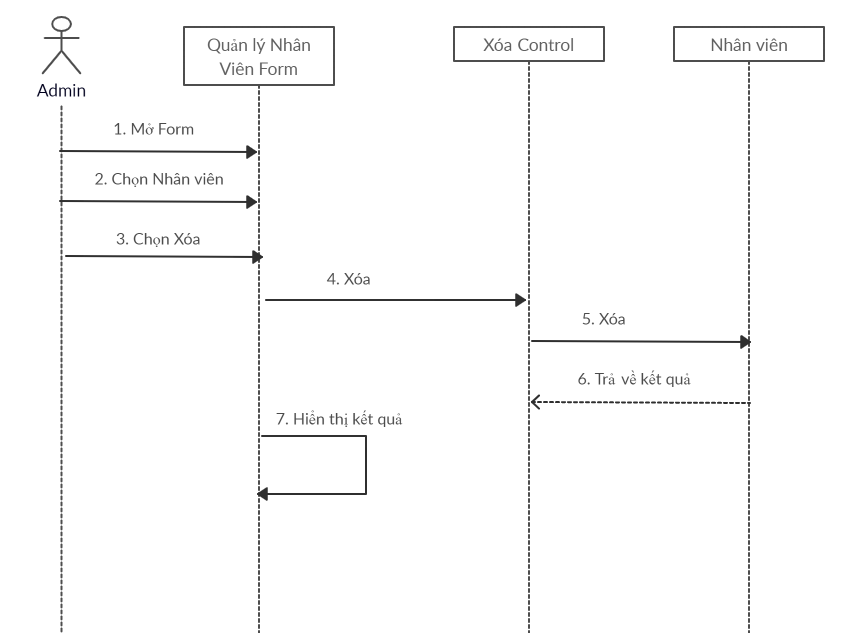 Admin
Quản lý Nhân
Viên Form
Xóa Control
Nhân viên
1. Mở Form
2. Chọn Nhân viên
3. Chọn Xóa
4. Xóa
5. Xóa
6. Trả về kết quả
7. Hiển thị kết quả